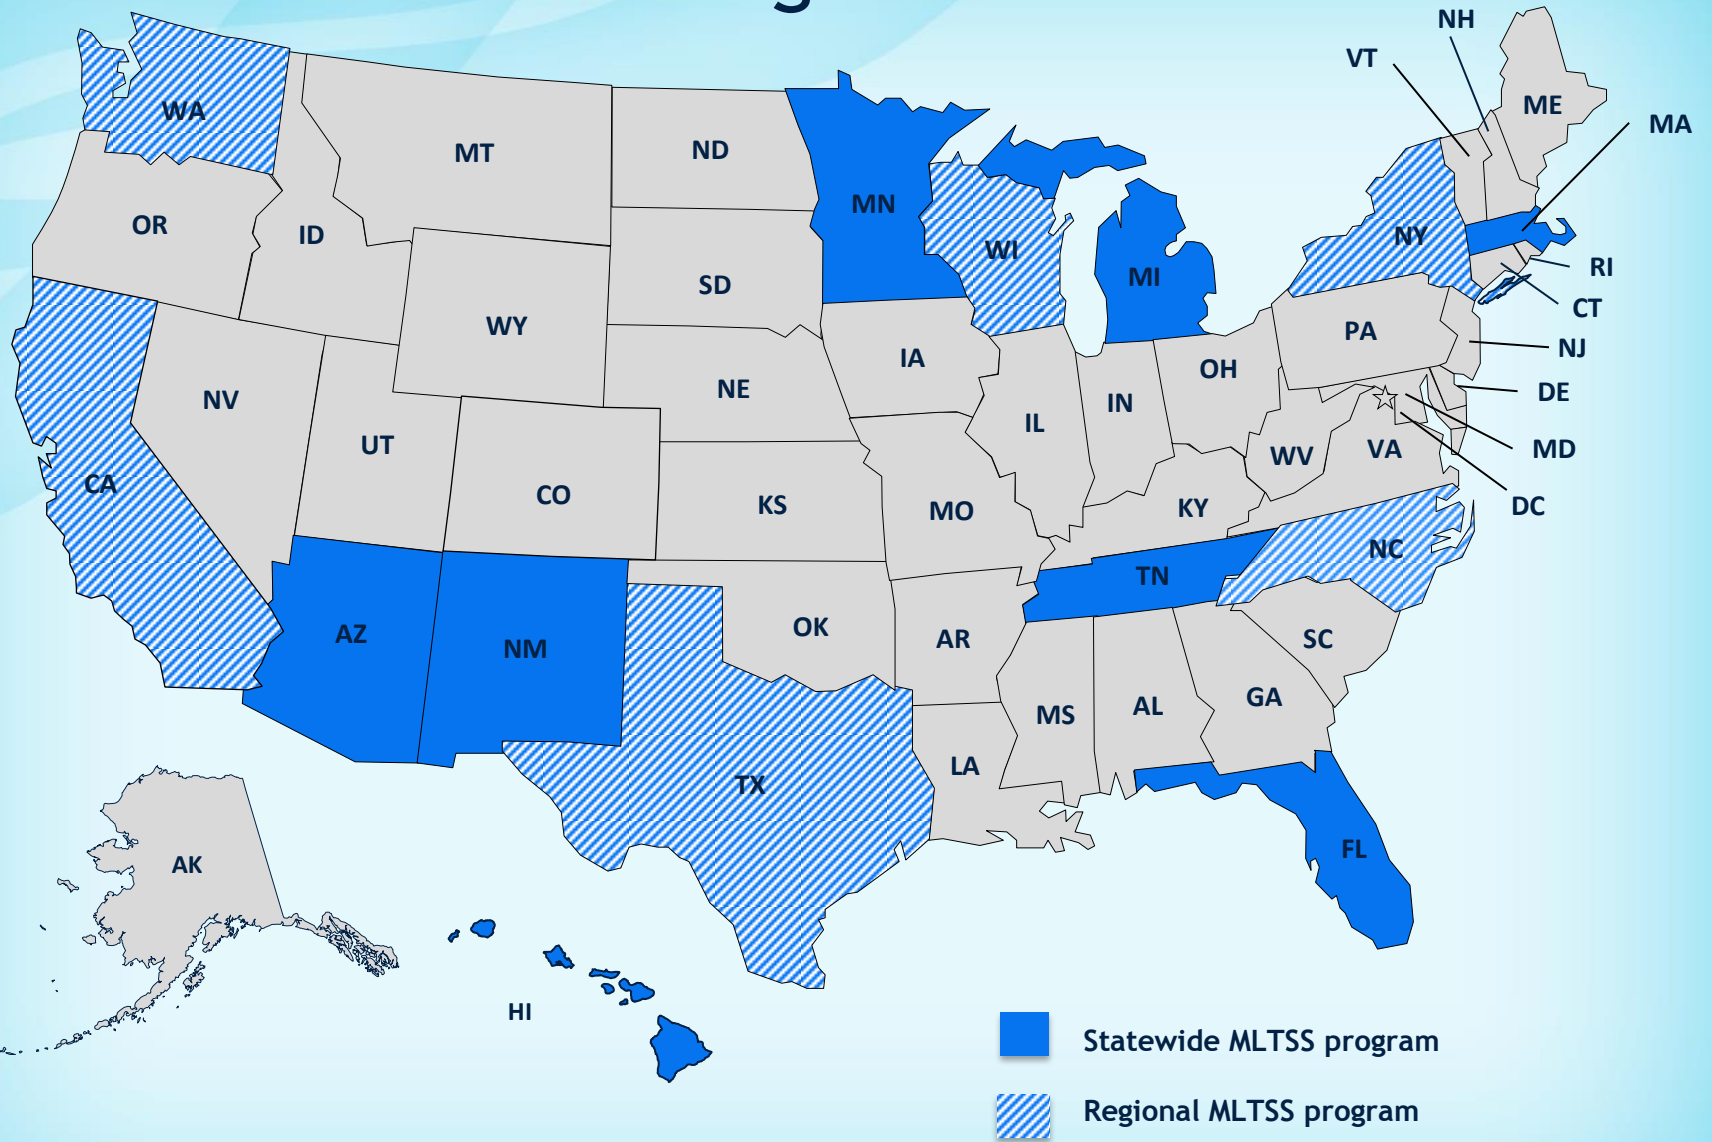 NH
VT
ME
WA
MA
MT
ND
MN
OR
ID
NY
WI
RI
MI
SD
CT
WY
PA
NJ
IA
OH
NE
DE
NV
IN
IL
UT
MD
VA
WV
CA
CO
KS
DC
KY
MO
NC
TN
OK
AZ
AR
SC
NM
GA
AL
MS
LA
TX
FL
AK
HI
Statewide MLTSS program
Regional MLTSS program